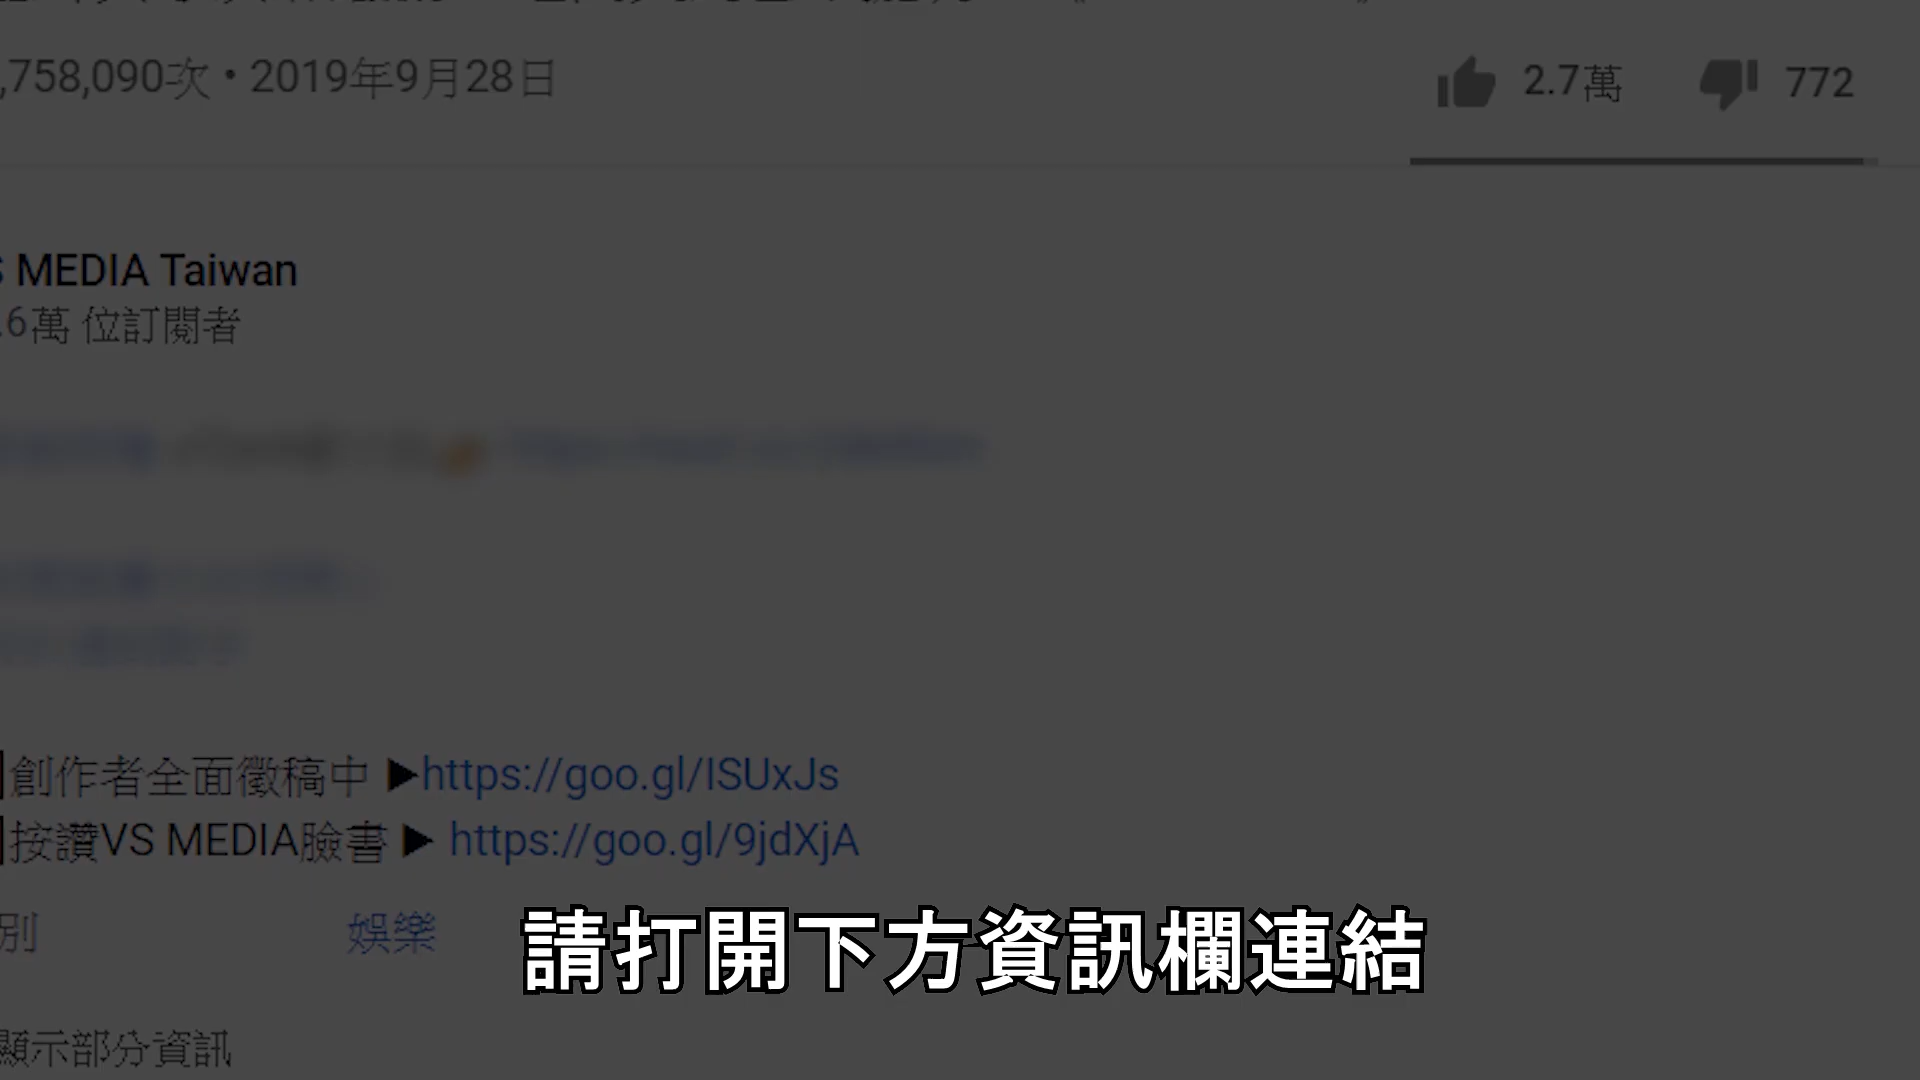 ,758,090次 • 2019年9月28日
2.7萬 772
MEDIA Taiwan
.6萬 位訂閱者
創作者全面徵稿中 ▶https://goo.gl/ISUxJs
按讚VS MEDIA臉書 ▶ https://goo.gl/9jdXjA
別 娛樂
請打開下方資訊欄連結
顯示部分資訊